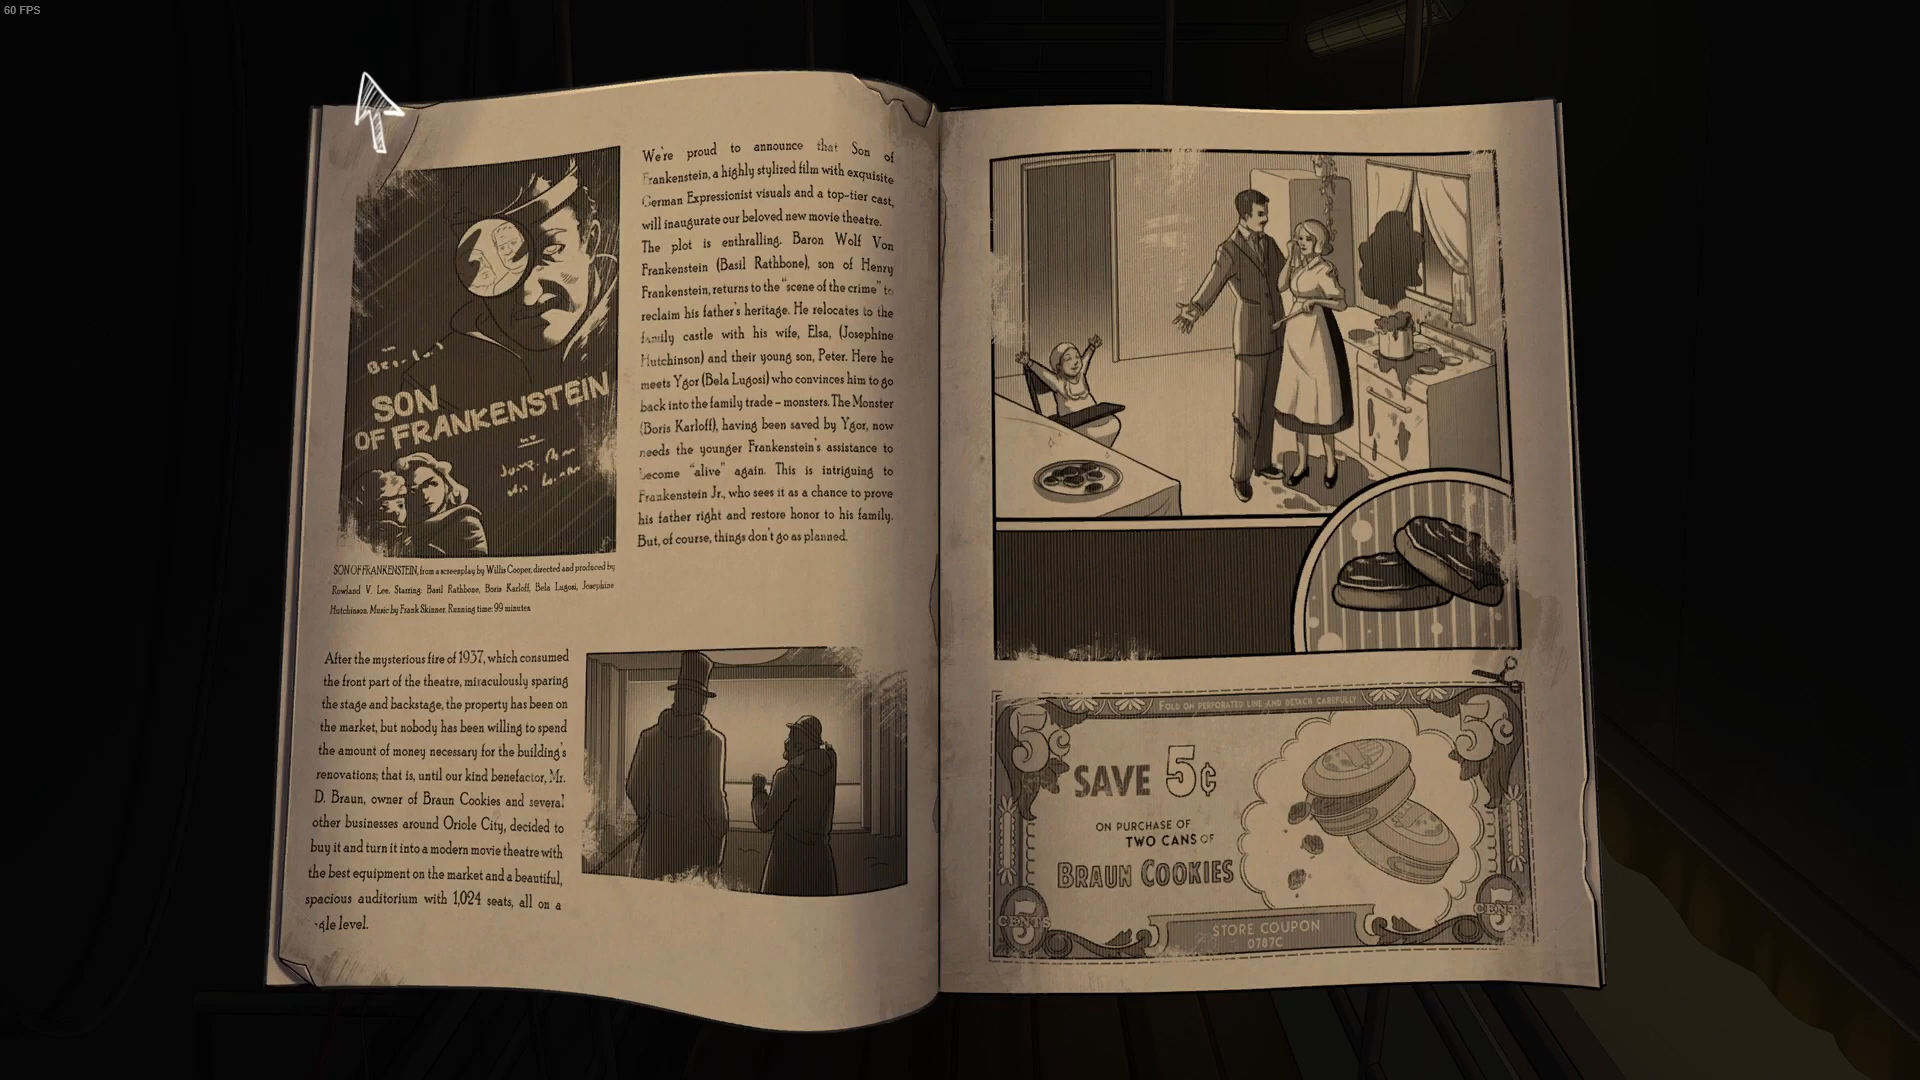 60 FPS
SON
OF FRANKENSTEIN
SON OF FRANKENSTEIN, from a screenplay by Willis Cooper, directed and produced by
Rowland V. Lee. Starring: Basil Rathbone, Boris Karloff, Bela Lugosi, Josephine
Hutchinson. Music by Frank Skinner. Running time: 99 minutes
We're proud to announce that Son of
Frankenstein, a highly stylized film with exquisite
German Expressionist visuals and a top-tier cast,
will inaugurate our beloved new movie theatre.
The plot is enthralling. Baron Wolf Von
Frankenstein (Basil Rathbone), son of Henry
Frankenstein, returns to the "scene of the crime" to
reclaim his father's heritage. He relocates to the
family castle with his wife, Elsa, (Josephine
Hutchinson) and their young son, Peter. Here he
meets Ygor (Bela Lugosi) who convinces him to go
back into the family trade – monsters. The Monster
(Boris Karloff), having been saved by Ygor, now
needs the younger Frankenstein's assistance to
become "alive" again. This is intriguing to
Frankenstein Jr., who sees it as a chance to prove
his father right and restore honor to his family.
But, of course, things don't go as planned.
After the mysterious fire of 1937, which consumed
the front part of the theatre, miraculously sparing
the stage and backstage, the property has been on
the market, but nobody has been willing to spend
the amount of money necessary for the building's
renovations; that is, until our kind benefactor, Mr.
D. Braun, owner of Braun Cookies and several
other businesses around Oriole City, decided to
buy it and turn it into a modern movie theatre with
the best equipment on the market and a beautiful,
spacious auditorium with 1,024 seats, all on a
level.
FOLD ON PERFORATED LINE AND DETACH CAREFULLY
5¢
5¢
SAVE 5¢
ON PURCHASE OF
TWO CANS OF
BRAUN COOKIES
5 CENTS
5 CENTS
STORE COUPON
0787C